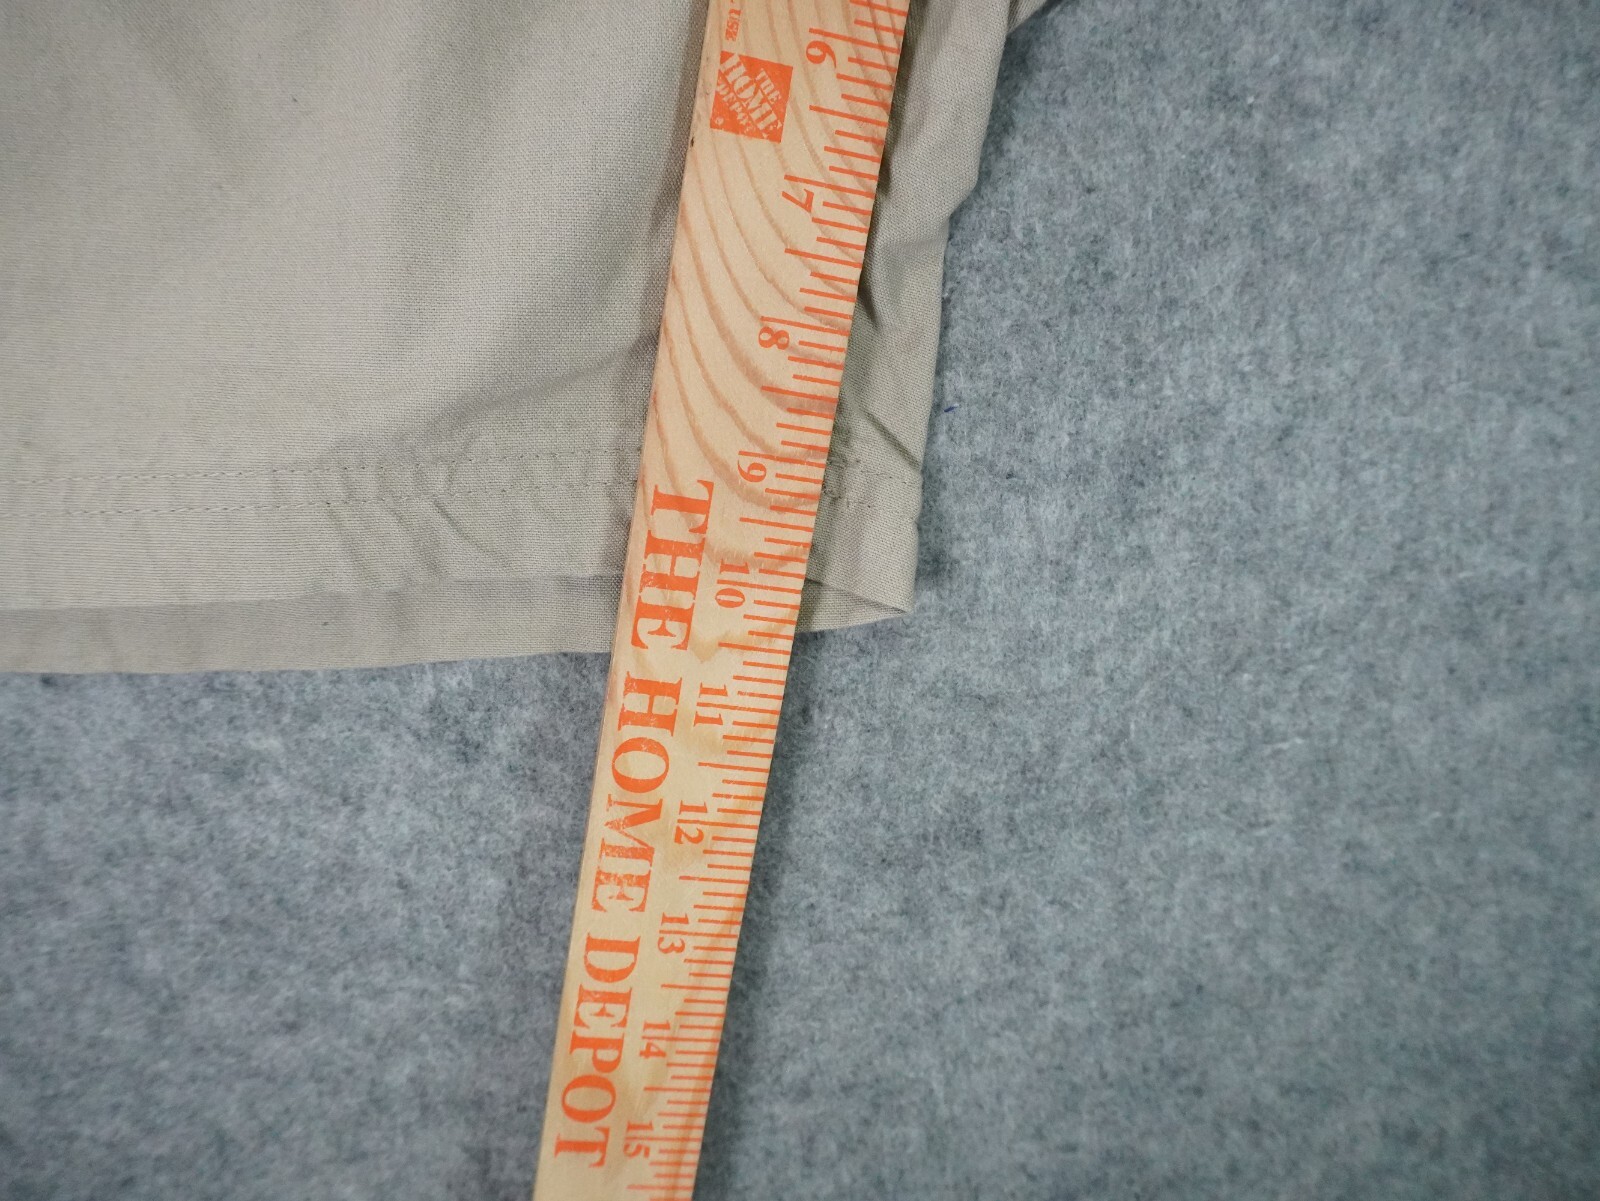 THE
HOME
DEPOT
6
7
8
9
10
11
12
13
14
15
THE HOME DEPOT